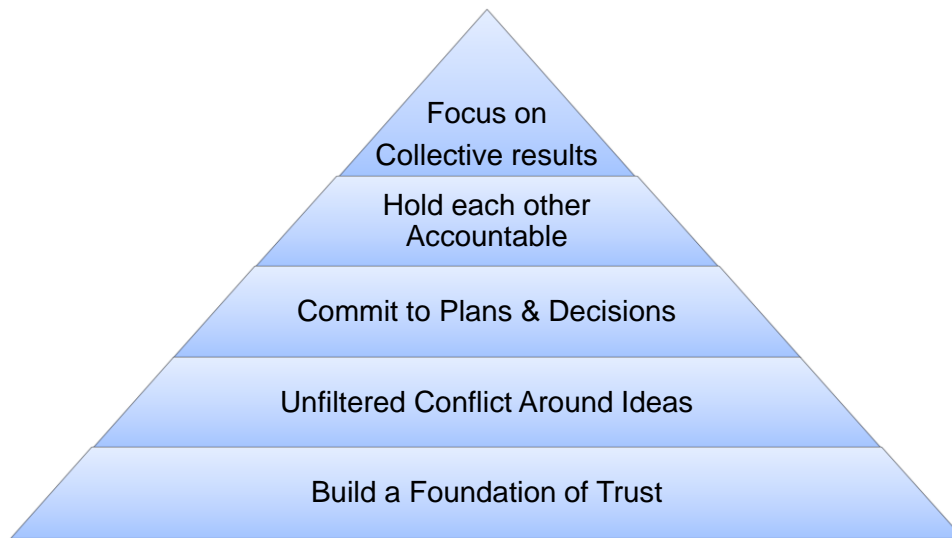 Focus on
Collective results
Hold each other
Accountable
Commit to Plans & Decisions
Unfiltered Conflict Around Ideas
Build a Foundation of Trust